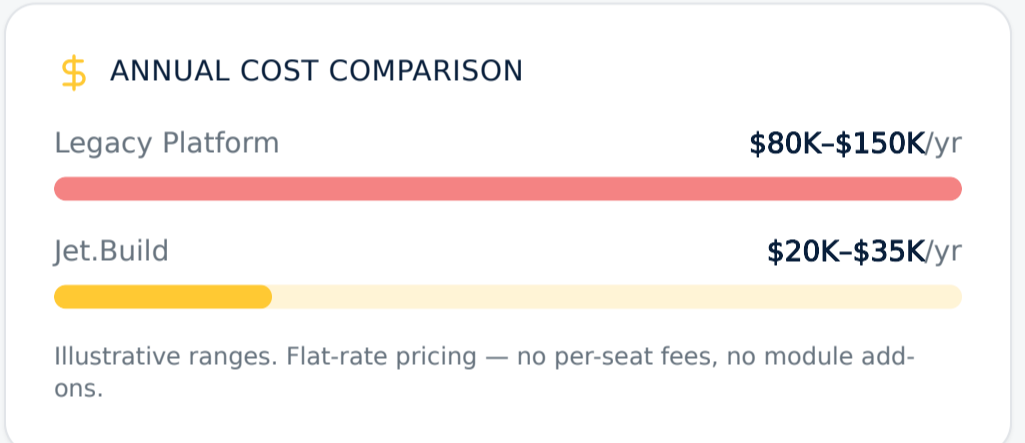 $ ANNUAL COST COMPARISON
Legacy Platform $80K–$150K/yr
Jet.Build $20K–$35K/yr
Illustrative ranges. Flat-rate pricing — no per-seat fees, no module add-
ons.